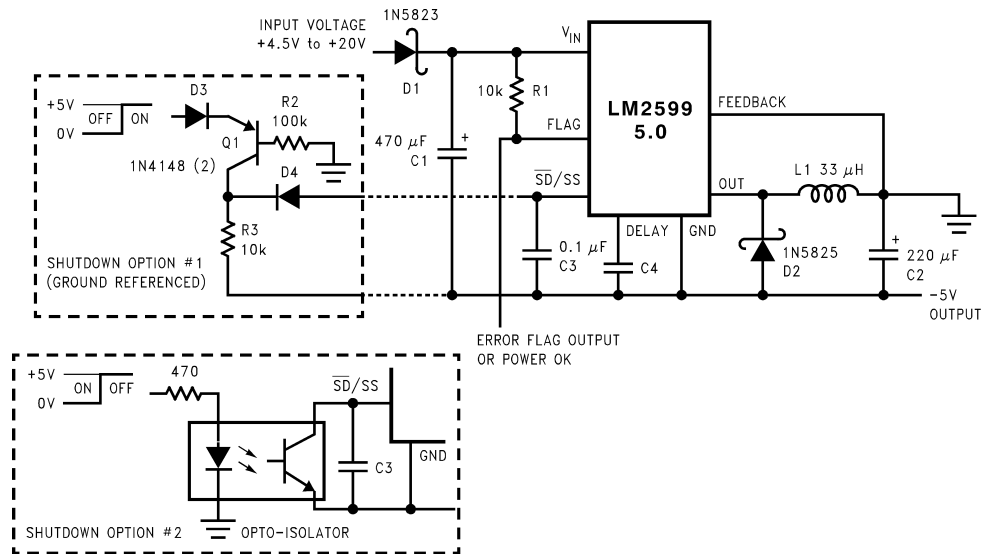 INPUT VOLTAGE
+4.5V to +20V
1N5823
D1
VIN
10k R1
FLAG
470 µF
+
C1
LM2599
5.0
FEEDBACK
S̅D̅/SS
OUT
L1 33 µH
DELAY
GND
0.1 µF
C3
C4
1N5825
D2
+
220 µF
C2
-5V
OUTPUT
ERROR FLAG OUTPUT
OR POWER OK
+5V
0V
OFF
ON
D3
R2
100k
Q1
1N4148 (2)
D4
R3
10k
SHUTDOWN OPTION #1
(GROUND REFERENCED)
+5V
0V
ON
OFF
470
S̅D̅/SS
C3
GND
SHUTDOWN OPTION #2
OPTO-ISOLATOR